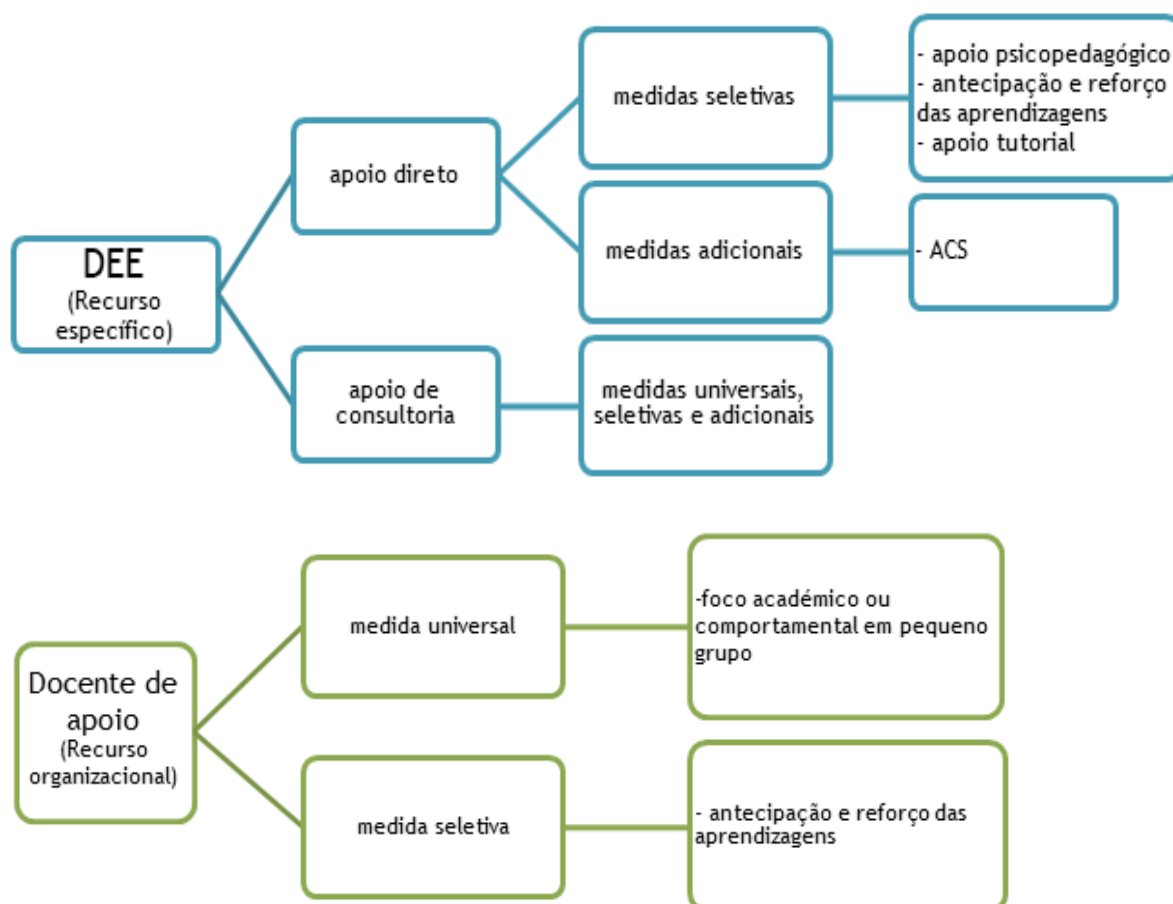 DEE
(Recurso
específico)
apoio direto
medidas seletivas
- apoio psicopedagógico
- antecipação e reforço
das aprendizagens
- apoio tutorial
medidas adicionais
- ACS
apoio de
consultoria
medidas universais,
seletivas e adicionais
Docente de
apoio
(Recurso
organizacional)
medida universal
-foco académico ou
comportamental em pequeno
grupo
medida seletiva
- antecipação e reforço das
aprendizagens